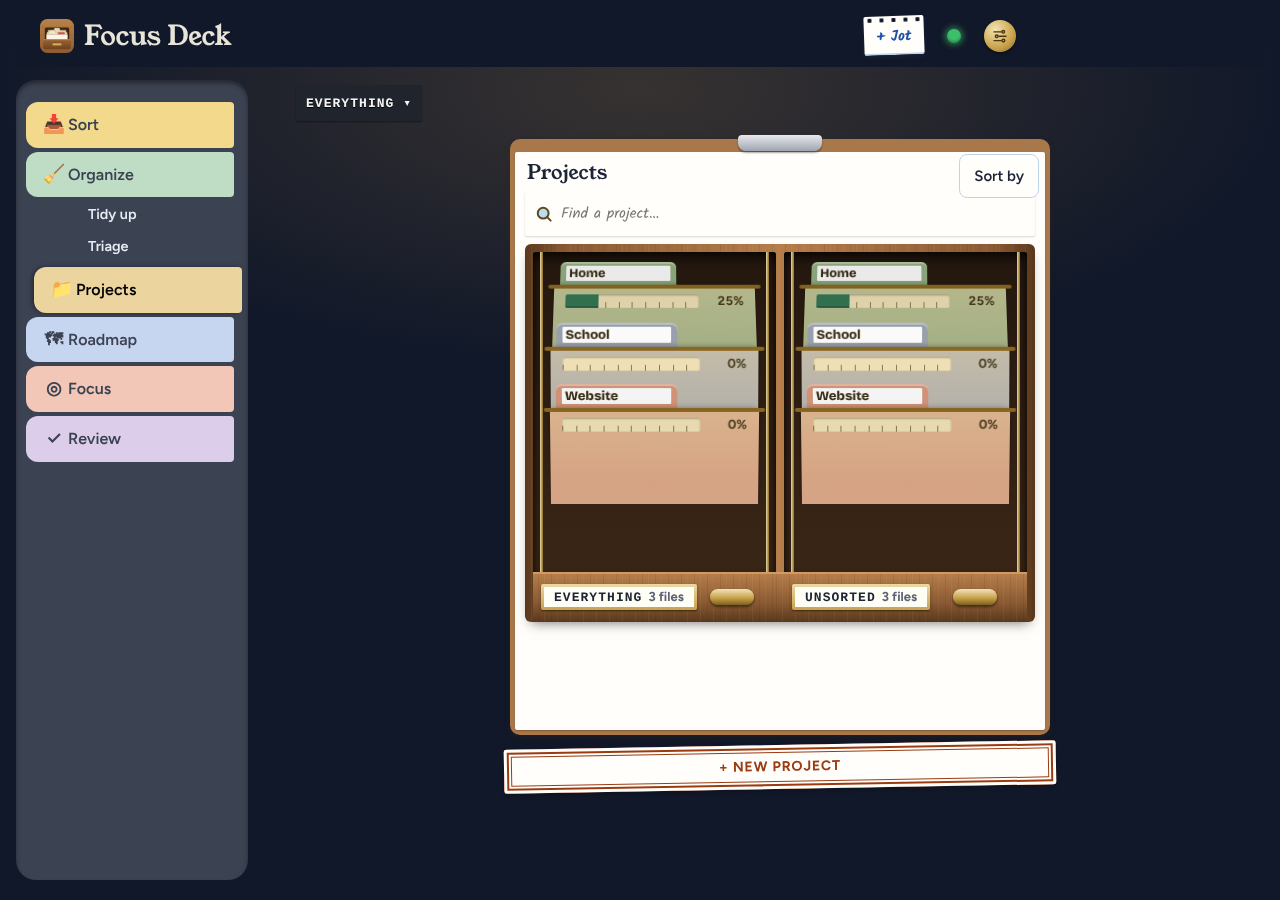 Focus Deck
+ Jot
Sort
Organize
Tidy up
Triage
Projects
Roadmap
Focus
Review
EVERYTHING ▾
Projects
Sort by
Find a project...
Home
25%
School
0%
Website
0%
EVERYTHING 3 files
Home
25%
School
0%
Website
0%
UNSORTED 3 files
+ NEW PROJECT